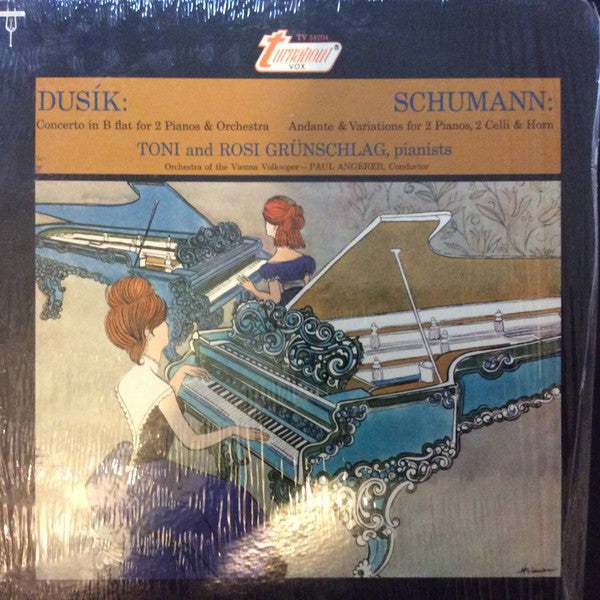 TV 34204
turnabout®
VOX
DUSÍK: SCHUMANN:
Concerto in B flat for 2 Pianos & Orchestra Andante & Variations for 2 Pianos, 2 Celli & Horn
TONI and ROSI GRÜNSCHLAG, pianists
Orchestra of the Vienna Volksoper — PAUL ANGERER, Conductor